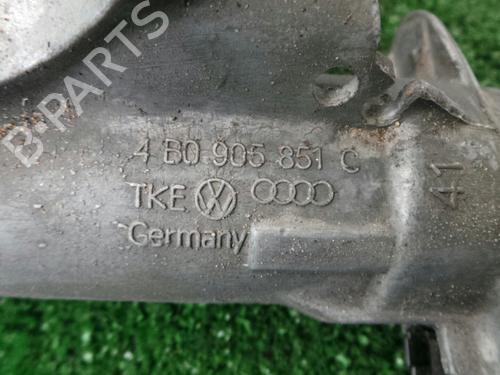 B-PARTS
4 B0 905 851 C
TKE
Germany
41